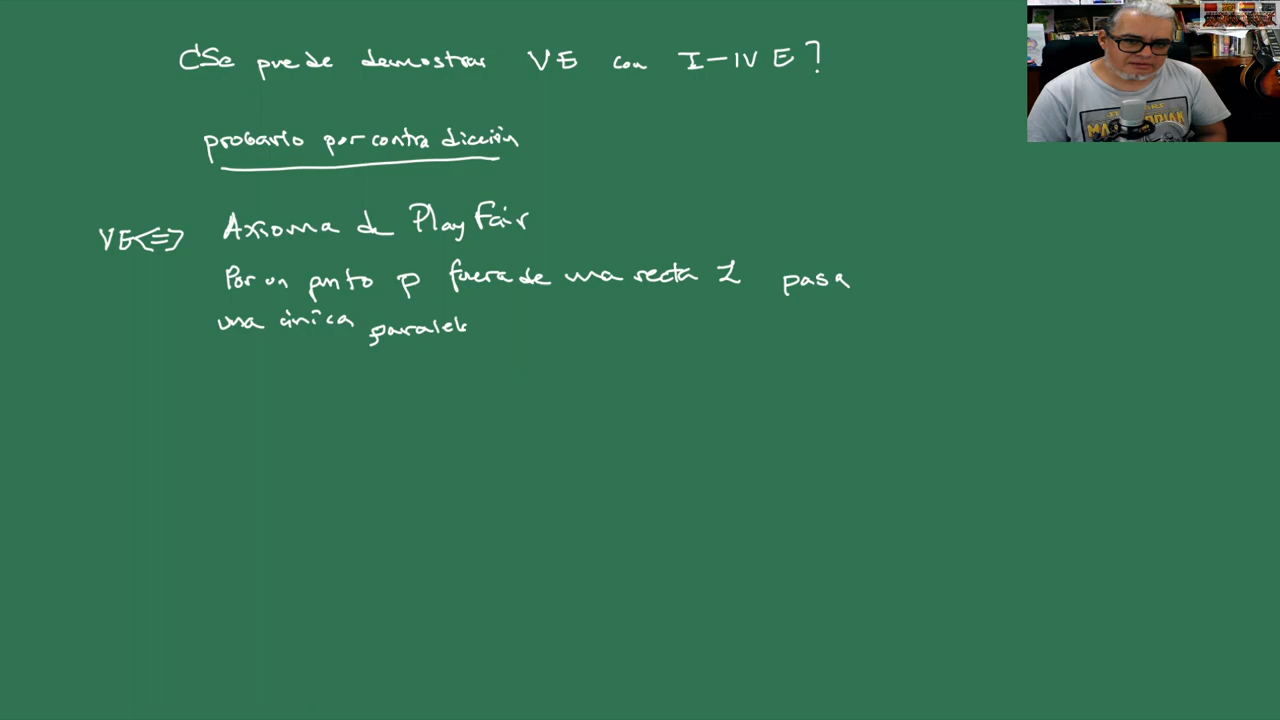 ¿Se puede demostrar VE con I-IV E?
probarlo por contradicción
VE<=> Axioma de Playfair
Por un punto p fuera de una recta L pasa
una única paralel